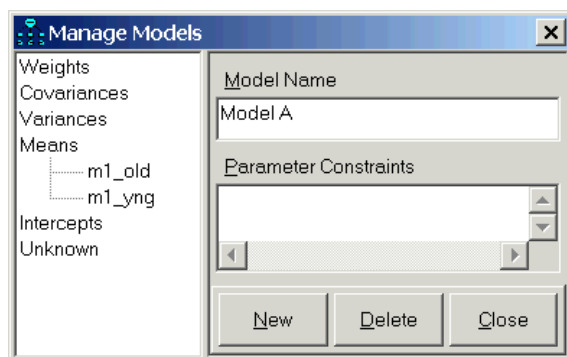 Manage Models
Weights
Covariances
Variances
Means
m1_old
m1_yng
Intercepts
Unknown
Model Name
Model A
Parameter Constraints
New
Delete
Close